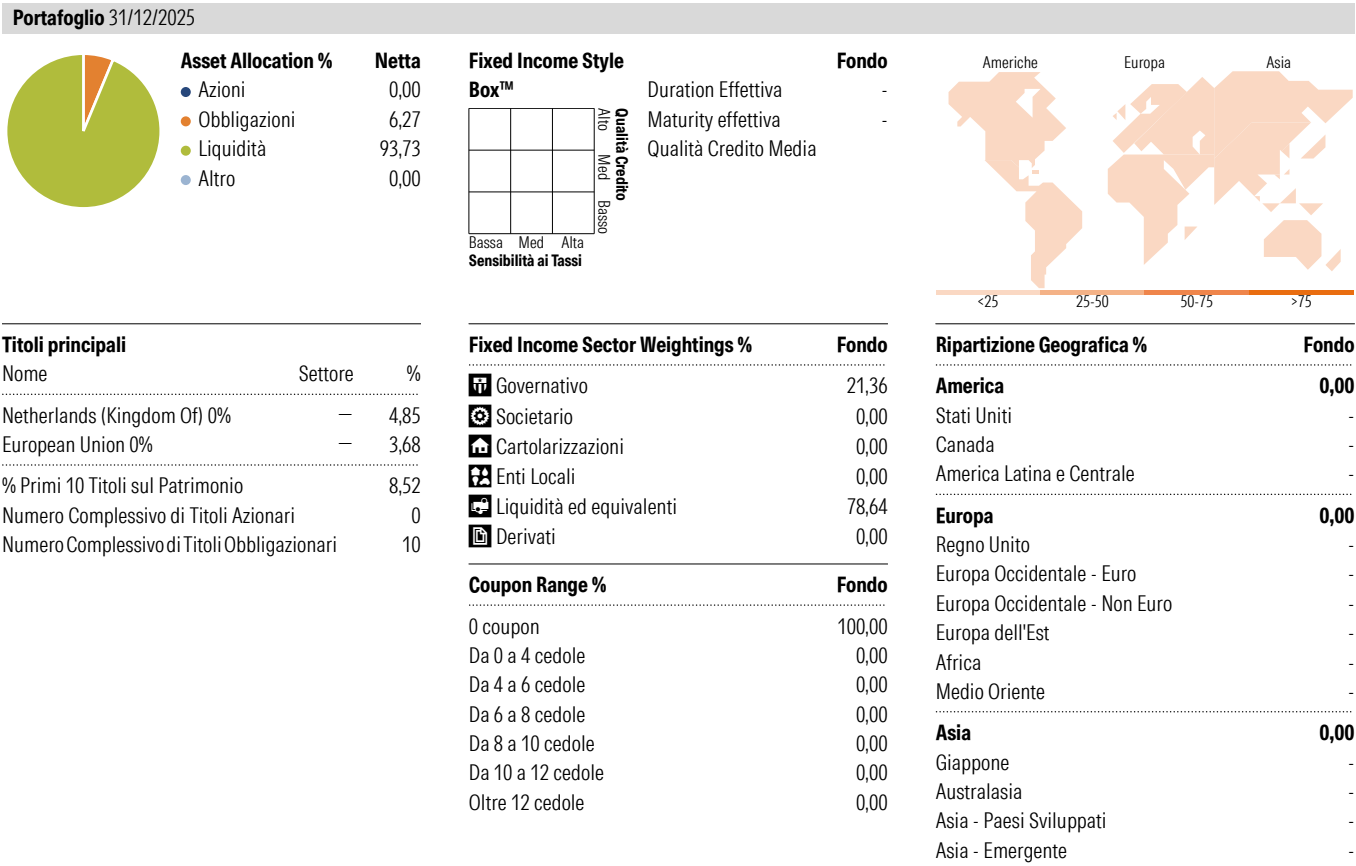 Portafoglio 31/12/2025
Asset Allocation % Netta
Azioni 0,00
Obbligazioni 6,27
Liquidità 93,73
Altro 0,00
Fixed Income Style Box™ Fondo
Alto Med Basso
Qualità Credito
Bassa Med Alta
Sensibilità ai Tassi
Duration Effettiva -
Maturity effettiva -
Qualità Credito Media
Americhe Europa Asia
<25 25-50 50-75 >75
Titoli principali
Nome Settore %
Netherlands (Kingdom Of) 0% — 4,85
European Union 0% — 3,68
% Primi 10 Titoli sul Patrimonio 8,52
Numero Complessivo di Titoli Azionari 0
Numero Complessivo di Titoli Obbligazionari 10
Fixed Income Sector Weightings % Fondo
Governativo 21,36
Societario 0,00
Cartolarizzazioni 0,00
Enti Locali 0,00
Liquidità ed equivalenti 78,64
Derivati 0,00
Coupon Range % Fondo
0 coupon 100,00
Da 0 a 4 cedole 0,00
Da 4 a 6 cedole 0,00
Da 6 a 8 cedole 0,00
Da 8 a 10 cedole 0,00
Da 10 a 12 cedole 0,00
Oltre 12 cedole 0,00
Ripartizione Geografica % Fondo
America 0,00
Stati Uniti -
Canada -
America Latina e Centrale -
Europa 0,00
Regno Unito -
Europa Occidentale - Euro -
Europa Occidentale - Non Euro -
Europa dell'Est -
Africa -
Medio Oriente -
Asia 0,00
Giappone -
Australasia -
Asia - Paesi Sviluppati -
Asia - Emergente -